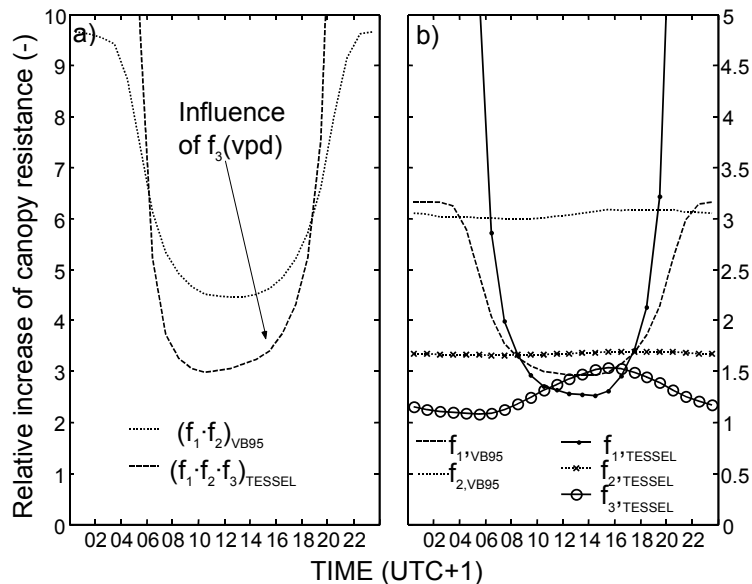 Relative increase of canopy resistance (-)
10
9
8
7
6
5
4
3
2
1
0
a)
Influence
of f₃(vpd)
(f₁·f₂)VB95
(f₁·f₂·f₃)TESSEL
02 04 06 08 10 12 14 16 18 20 22
b)
5
4.5
4
3.5
3
2.5
2
1.5
1
0.5
0
f₁,VB95
f₂,VB95
f₁,TESSEL
f₂,TESSEL
f₃,TESSEL
02 04 06 08 10 12 14 16 18 20 22
TIME (UTC+1)